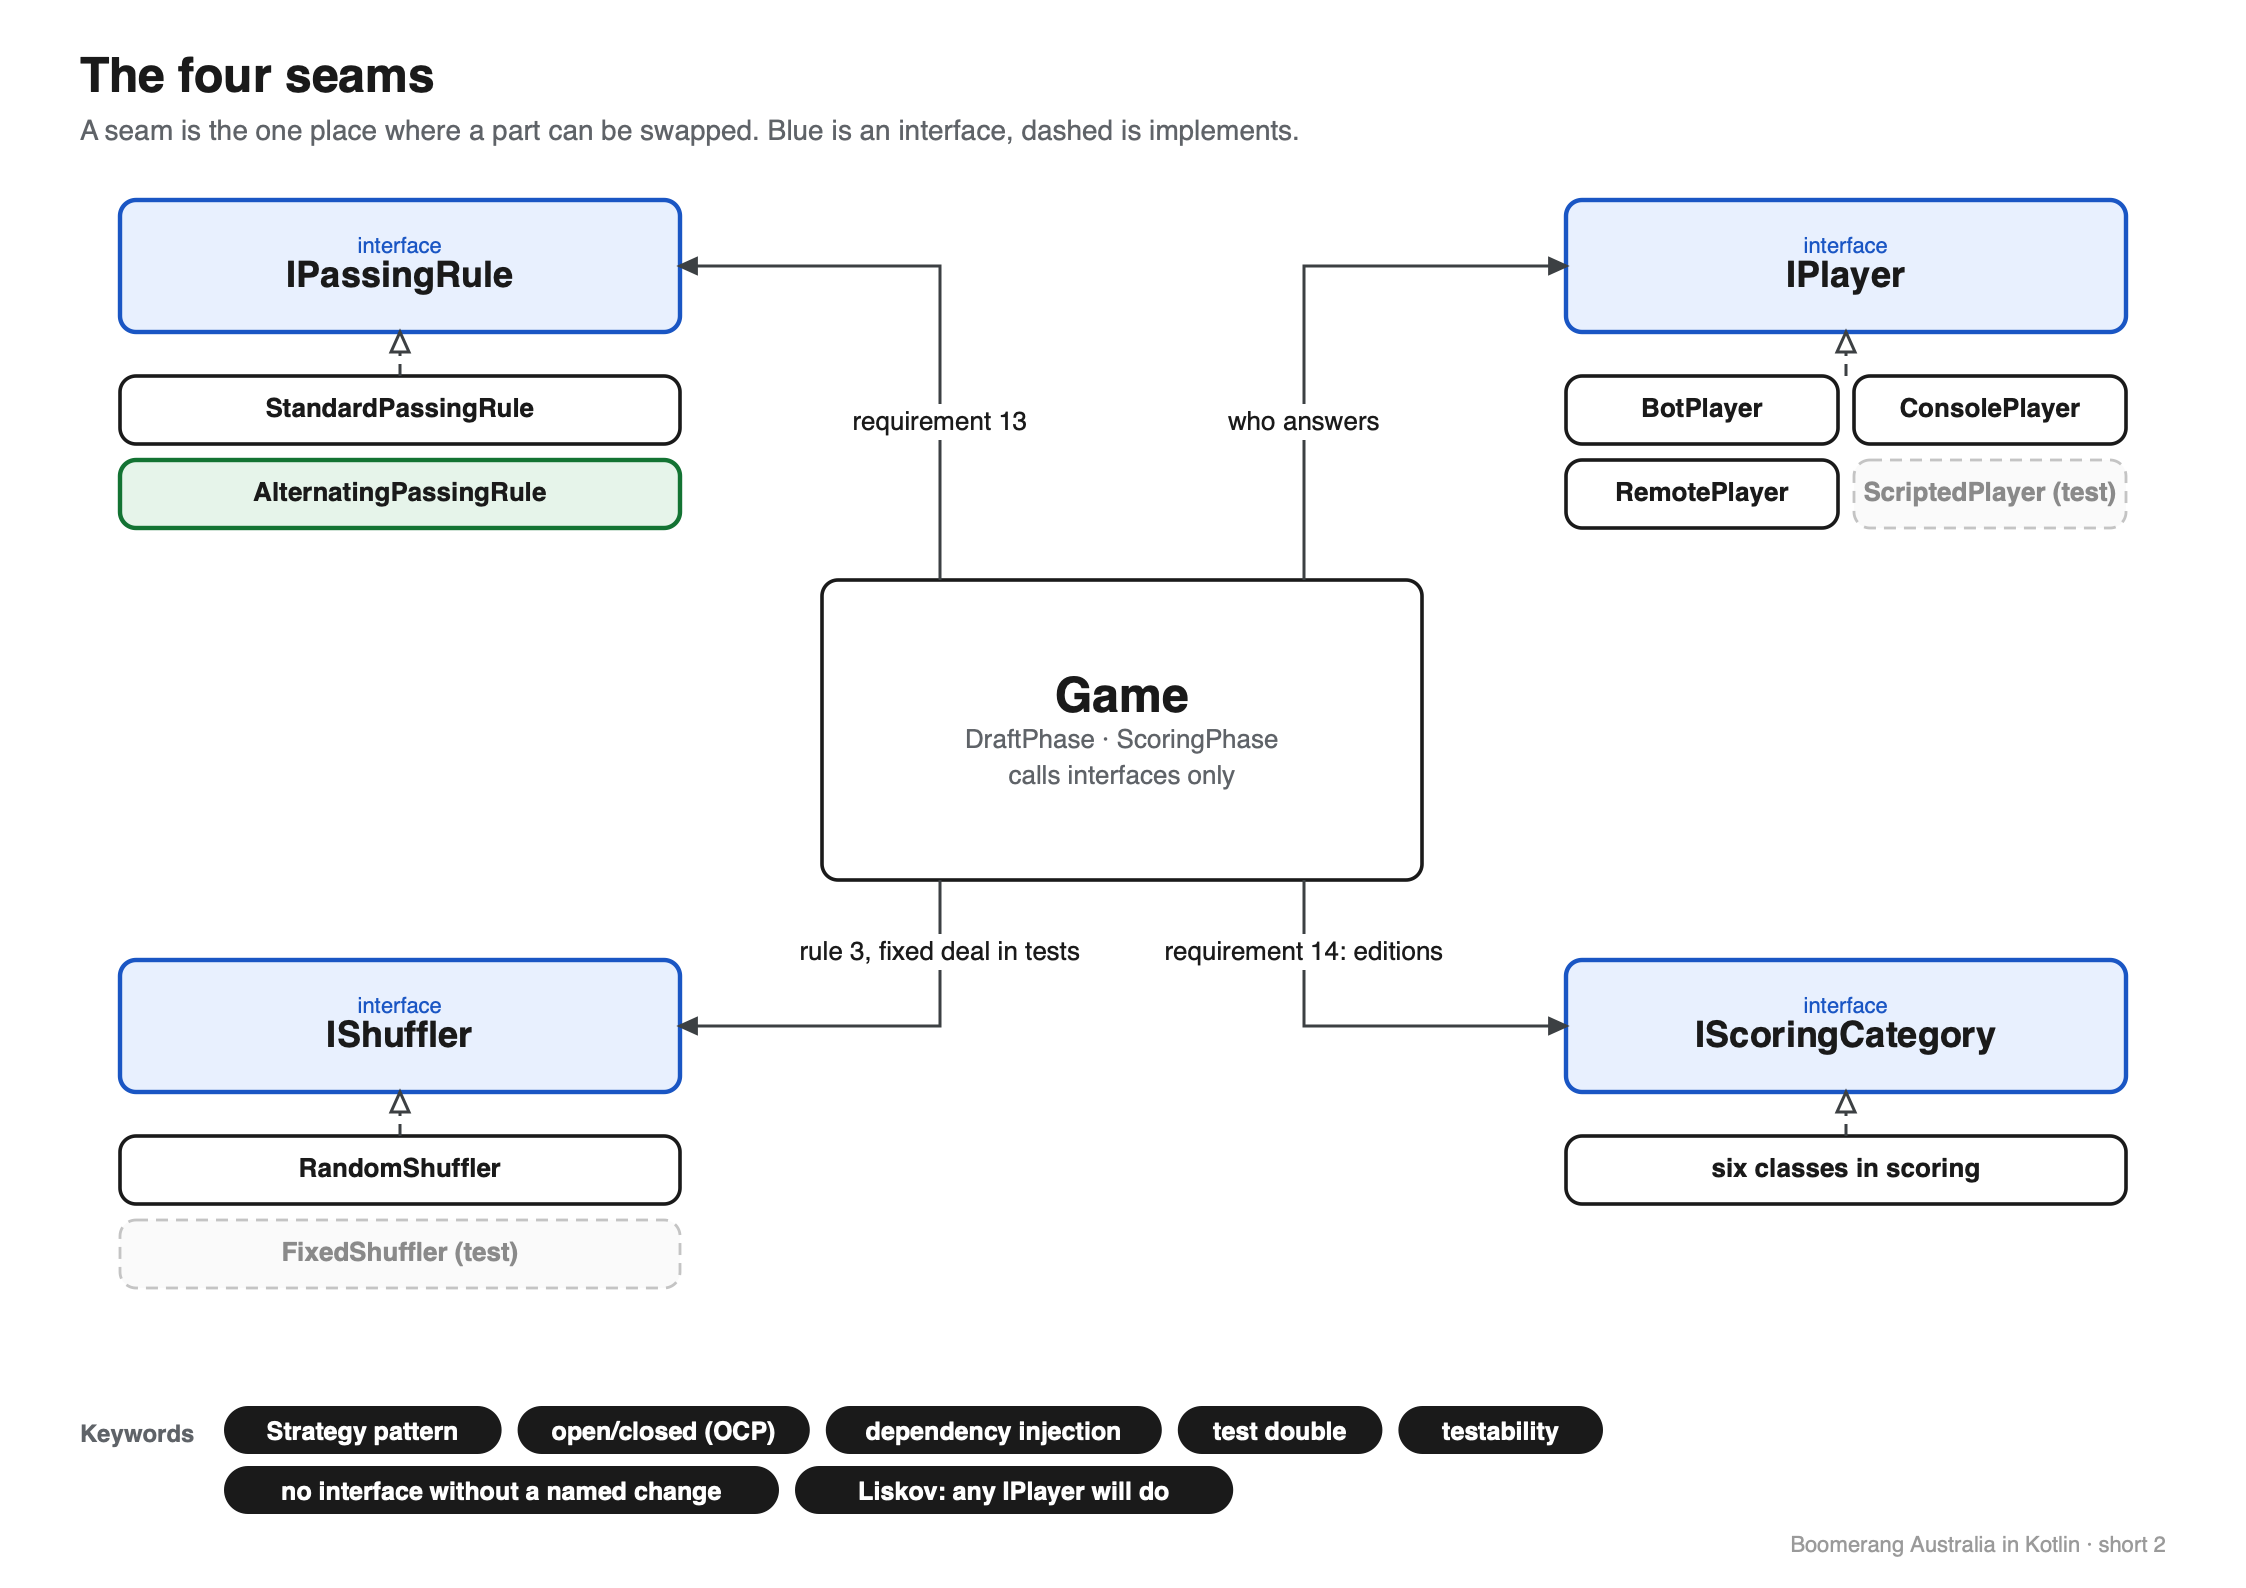 The four seams
A seam is the one place where a part can be swapped. Blue is an interface, dashed is implements.
interface
IPassingRule
StandardPassingRule
AlternatingPassingRule
interface
IPlayer
BotPlayer
ConsolePlayer
RemotePlayer
ScriptedPlayer (test)
requirement 13
who answers
Game
DraftPhase · ScoringPhase
calls interfaces only
rule 3, fixed deal in tests
requirement 14: editions
interface
IShuffler
RandomShuffler
FixedShuffler (test)
interface
IScoringCategory
six classes in scoring
Keywords
Strategy pattern
open/closed (OCP)
dependency injection
test double
testability
no interface without a named change
Liskov: any IPlayer will do
Boomerang Australia in Kotlin · short 2